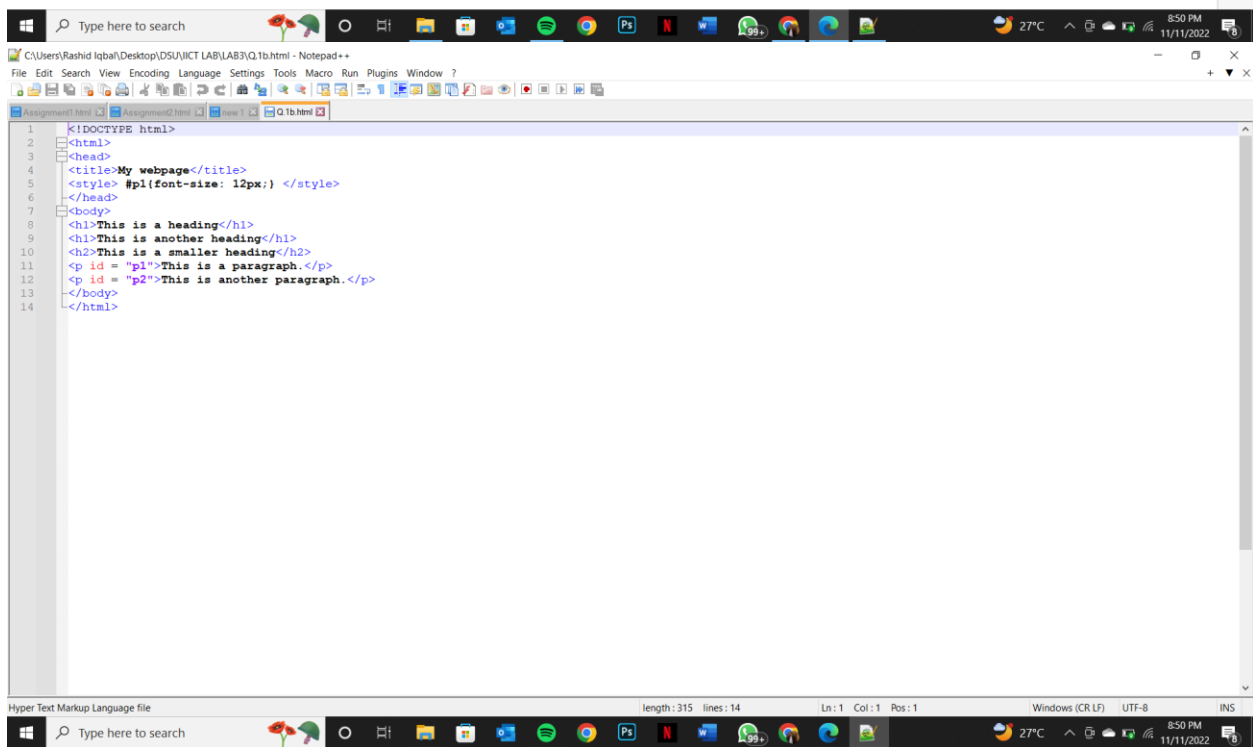 Type here to search
Ps
N
W
99+
27°C
8:50 PM
11/11/2022
8
C:\Users\Rashid Iqbal\Desktop\DSU\IICT LAB\LAB3\Q.1b.html - Notepad++
File Edit Search View Encoding Language Settings Tools Macro Run Plugins Window ?
Assignment1.html Assignment2.html new 1 Q.1b.html
1 <!DOCTYPE html>
2 <html>
3 <head>
4 <title>My webpage</title>
5 <style> #p1{font-size: 12px;} </style>
6 </head>
7 <body>
8 <h1>This is a heading</h1>
9 <h1>This is another heading</h1>
10 <h2>This is a smaller heading</h2>
11 <p id = "p1">This is a paragraph.</p>
12 <p id = "p2">This is another paragraph.</p>
13 </body>
14 </html>
Hyper Text Markup Language file length : 315 lines : 14 Ln : 1 Col : 1 Pos : 1 Windows (CR LF) UTF-8 INS
Type here to search
Ps
N
W
99+
27°C
8:50 PM
11/11/2022
8